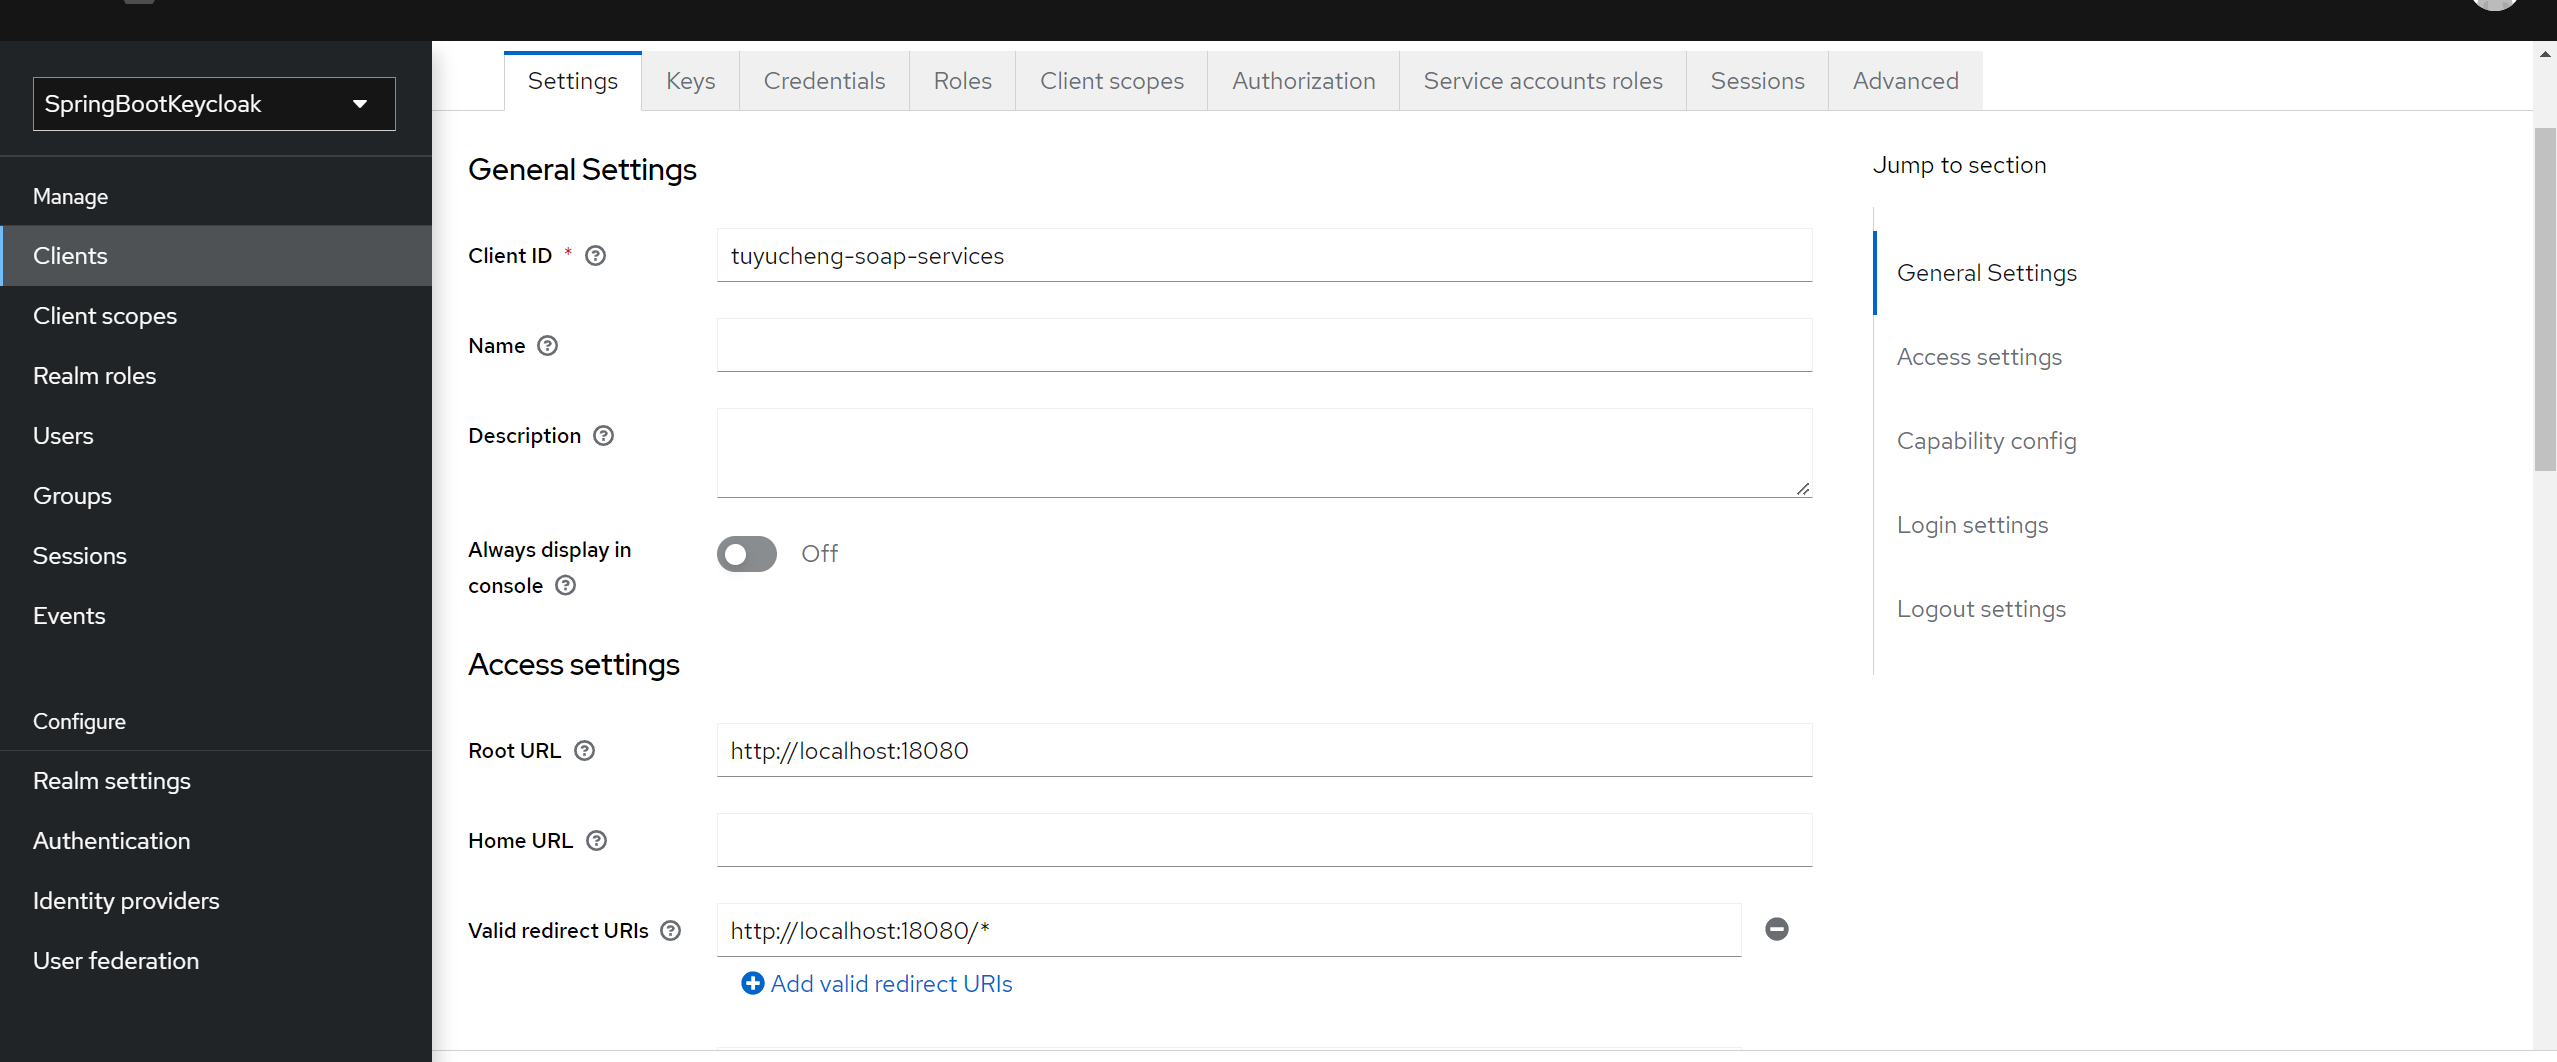 SpringBootKeycloak
Manage
Clients
Client scopes
Realm roles
Users
Groups
Sessions
Events
Configure
Realm settings
Authentication
Identity providers
User federation
Settings Keys Credentials Roles Client scopes Authorization Service accounts roles Sessions Advanced
General Settings
Client ID * tuyucheng-soap-services
Name
Description
Always display in
console
Off
Access settings
Root URL http://localhost:18080
Home URL
Valid redirect URIs http://localhost:18080/*
Add valid redirect URIs
Jump to section
General Settings
Access settings
Capability config
Login settings
Logout settings